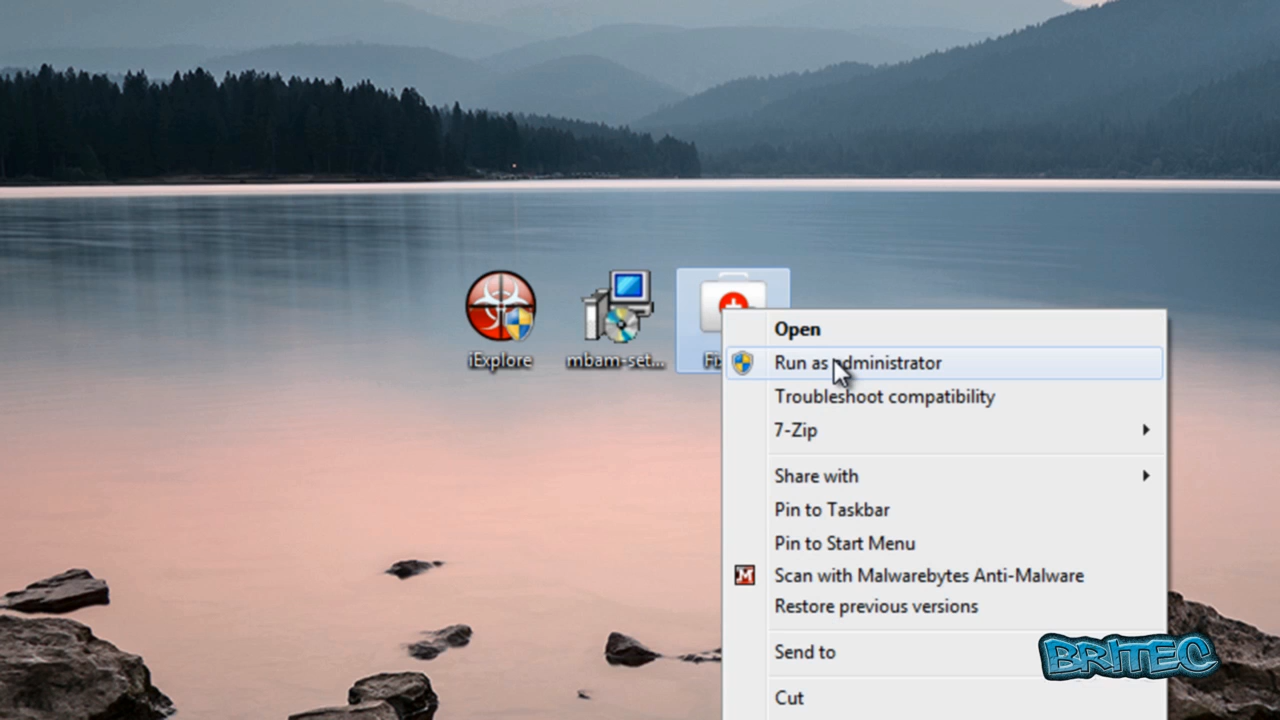 iExplore
mbam-set...
Fi
Open
Run as administrator
Troubleshoot compatibility
7-Zip
Share with
Pin to Taskbar
Pin to Start Menu
Scan with Malwarebytes Anti-Malware
Restore previous versions
Send to
Cut
BRITEC